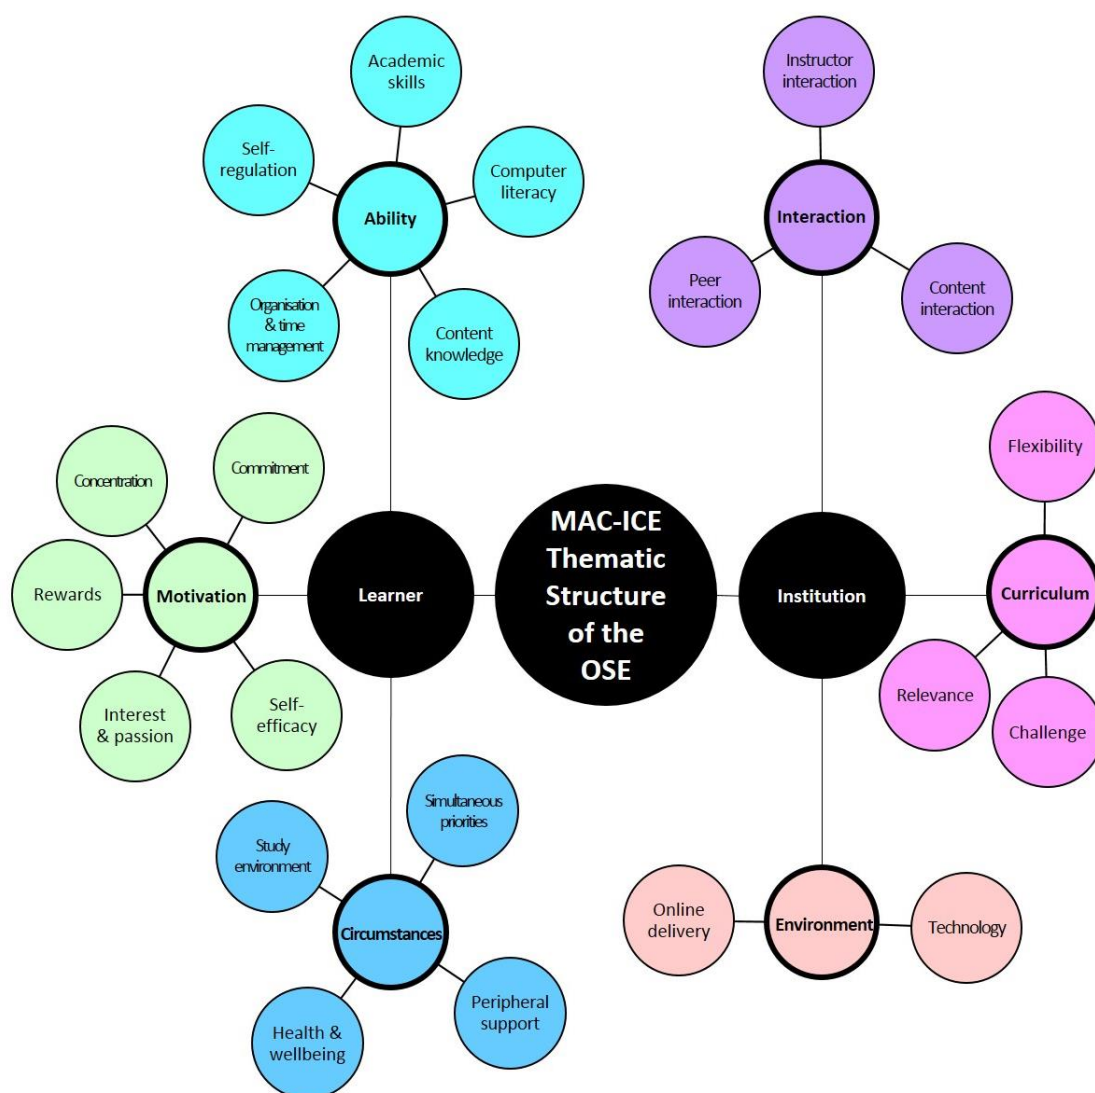 Academic
skills
Self-
regulation
Computer
literacy
Ability
Organisation
& time
management
Content
knowledge
Instructor
interaction
Interaction
Peer
interaction
Content
interaction
Concentration
Commitment
Rewards
Motivation
Interest
& passion
Self-
efficacy
Learner
MAC-ICE
Thematic
Structure
of the
OSE
Institution
Flexibility
Curriculum
Relevance
Challenge
Simultaneous
priorities
Study
environment
Circumstances
Health &
wellbeing
Peripheral
support
Online
delivery
Environment
Technology